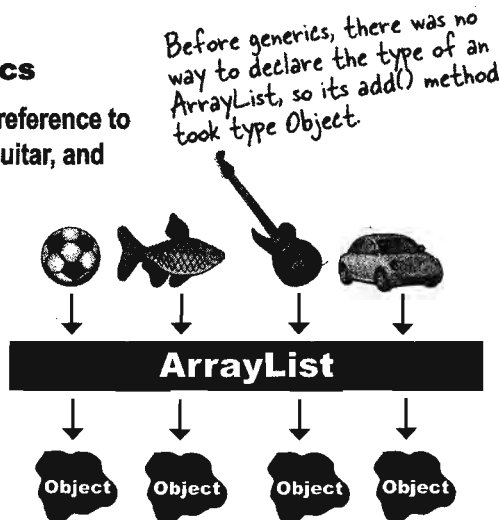 cs
reference to
uitar, and
Before generics, there was no
way to declare the type of an
ArrayList, so its add() method
took type Object.
ArrayList
Object Object Object Object